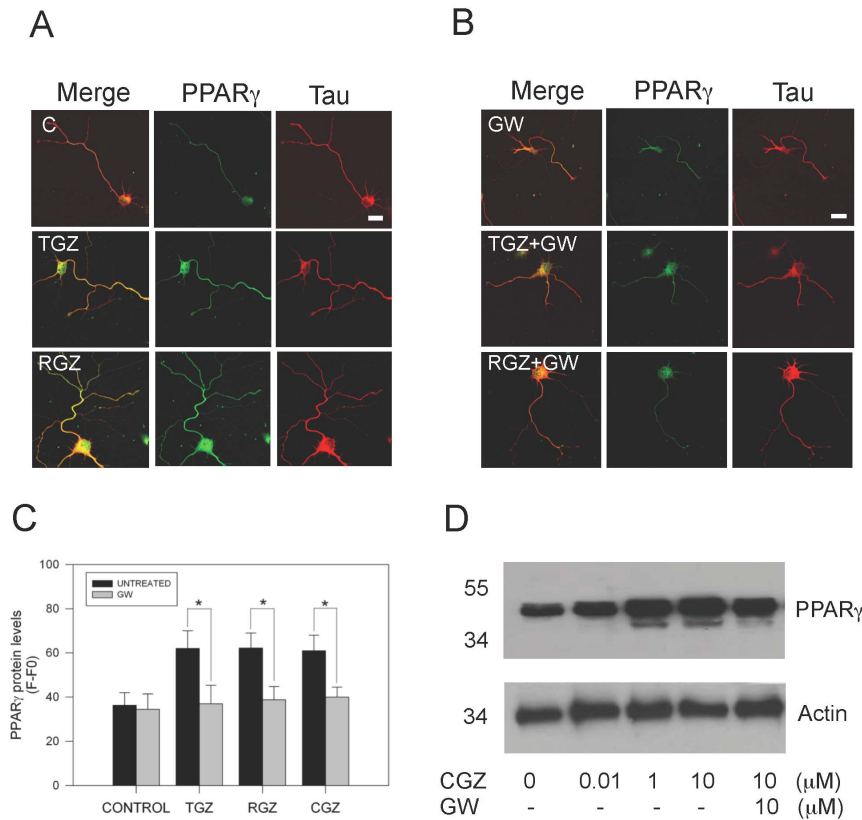 A
Merge PPARγ Tau
C
TGZ
RGZ
B
Merge PPARγ Tau
GW
TGZ+GW
RGZ+GW
C
PPARγ protein levels
(F-F0)
100
80
60
40
20
0
UNTREATED
GW
* * *
CONTROL TGZ RGZ CGZ
D
55
34
PPARγ
34
Actin
CGZ 0 0.01 1 10 10 (μM)
GW - - - - 10 (μM)